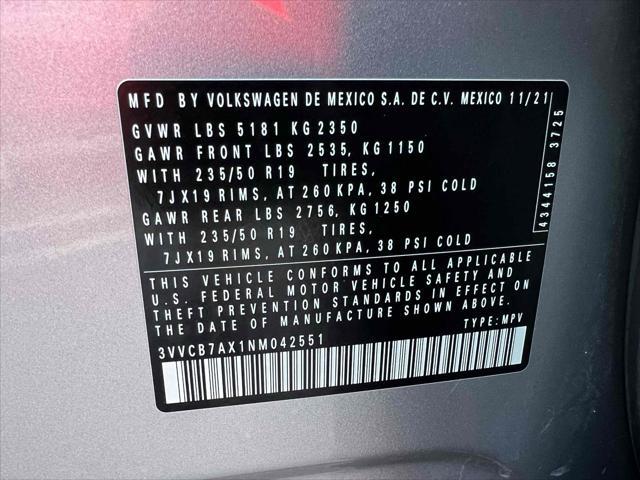 MFD BY VOLKSWAGEN DE MEXICO S.A. DE C.V. MEXICO 11/21
GVWR LBS 5181 KG 2350
GAWR FRONT LBS 2535, KG 1150
WITH 235/50 R19 TIRES,
7JX19 RIMS, AT 260 KPA, 38 PSI COLD
GAWR REAR LBS 2756, KG 1250
WITH 235/50 R19 TIRES,
7JX19 RIMS, AT 260 KPA, 38 PSI COLD
THIS VEHICLE CONFORMS TO ALL APPLICABLE
U.S. FEDERAL MOTOR VEHICLE SAFETY AND
THEFT PREVENTION STANDARDS IN EFFECT ON
THE DATE OF MANUFACTURE SHOWN ABOVE.
3VVCB7AX1NM042551 TYPE: MPV
4344158 3725